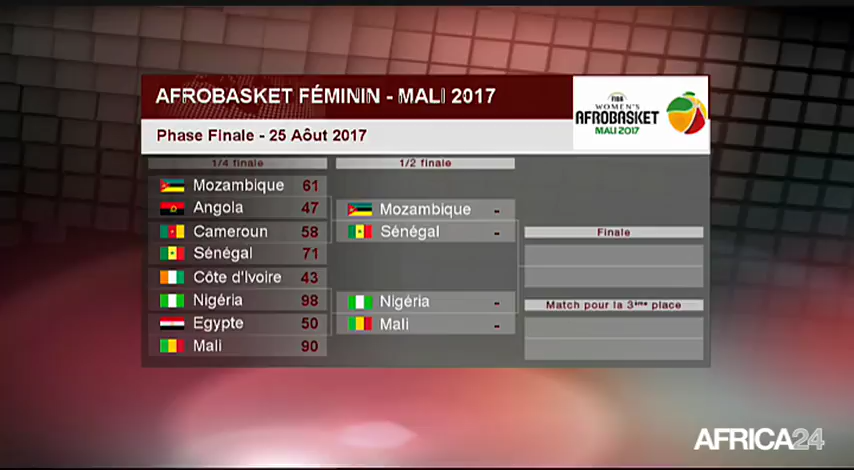 AFROBASKET FÉMININ - MALI 2017
FIBA
WOMEN'S
AFROBASKET
MALI 2017
Phase Finale - 25 Aôut 2017
1/4 finale
1/2 finale
Mozambique 61
Angola 47
Cameroun 58
Sénégal 71
Côte d'Ivoire 43
Nigéria 98
Egypte 50
Mali 90
Mozambique -
Sénégal -
Nigéria -
Mali -
Finale
Match pour la 3ème place
AFRICA24